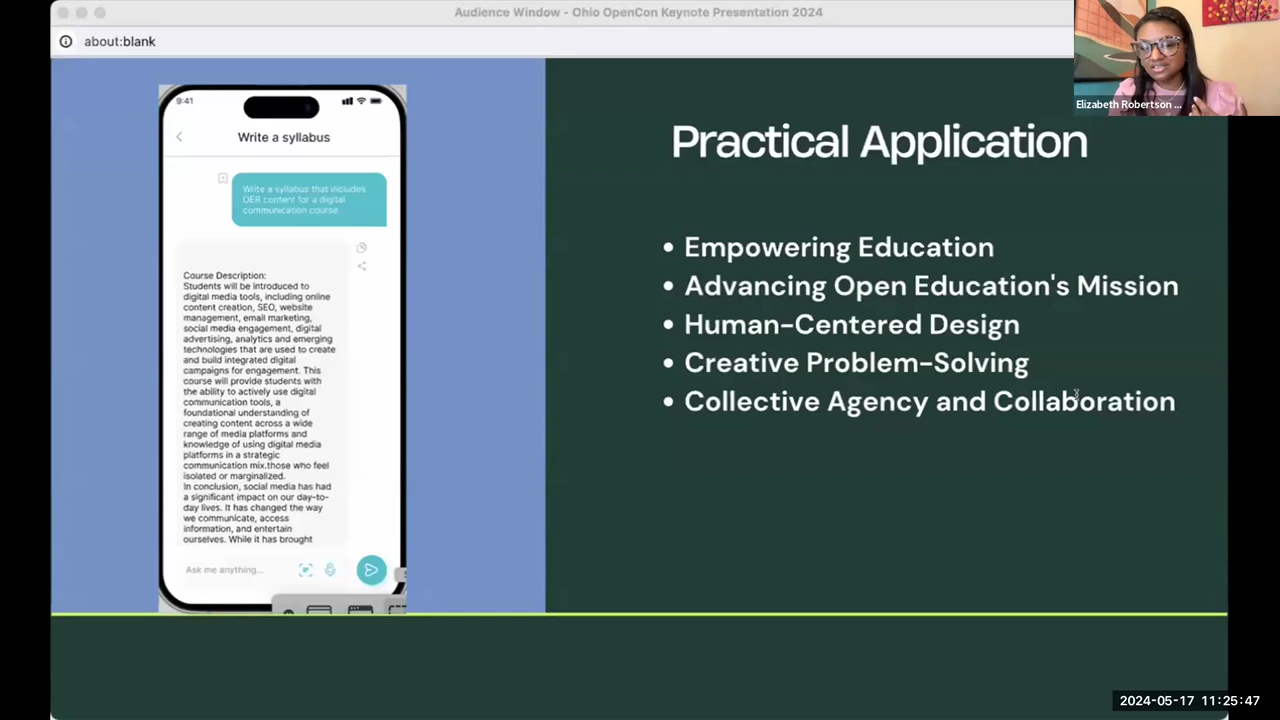 Audience Window - Ohio OpenCon Keynote Presentation 2024
about:blank
Elizabeth Robertson ...
9:41
Write a syllabus
Write a syllabus that includes
OER content for a digital
communication course.
Course Description:
Students will be introduced to
digital media tools, including online
content creation, SEO, website
management, email marketing,
social media engagement, digital
advertising, analytics and emerging
technologies that are used to create
and build integrated digital
campaigns for engagement. This
course will provide students with
the ability to actively use digital
communication tools, a
foundational understanding of
creating content across a wide
range of media platforms and
knowledge of using digital media
platforms in a strategic
communication mix.those who feel
isolated or marginalized.
In conclusion, social media has had
a significant impact on our day-to-
day lives. It has changed the way
we communicate, access
information, and entertain
ourselves. While it has brought
Ask me anything...
Practical Application
• Empowering Education
• Advancing Open Education's Mission
• Human-Centered Design
• Creative Problem-Solving
• Collective Agency and Collaboration
2024-05-17 11:25:47